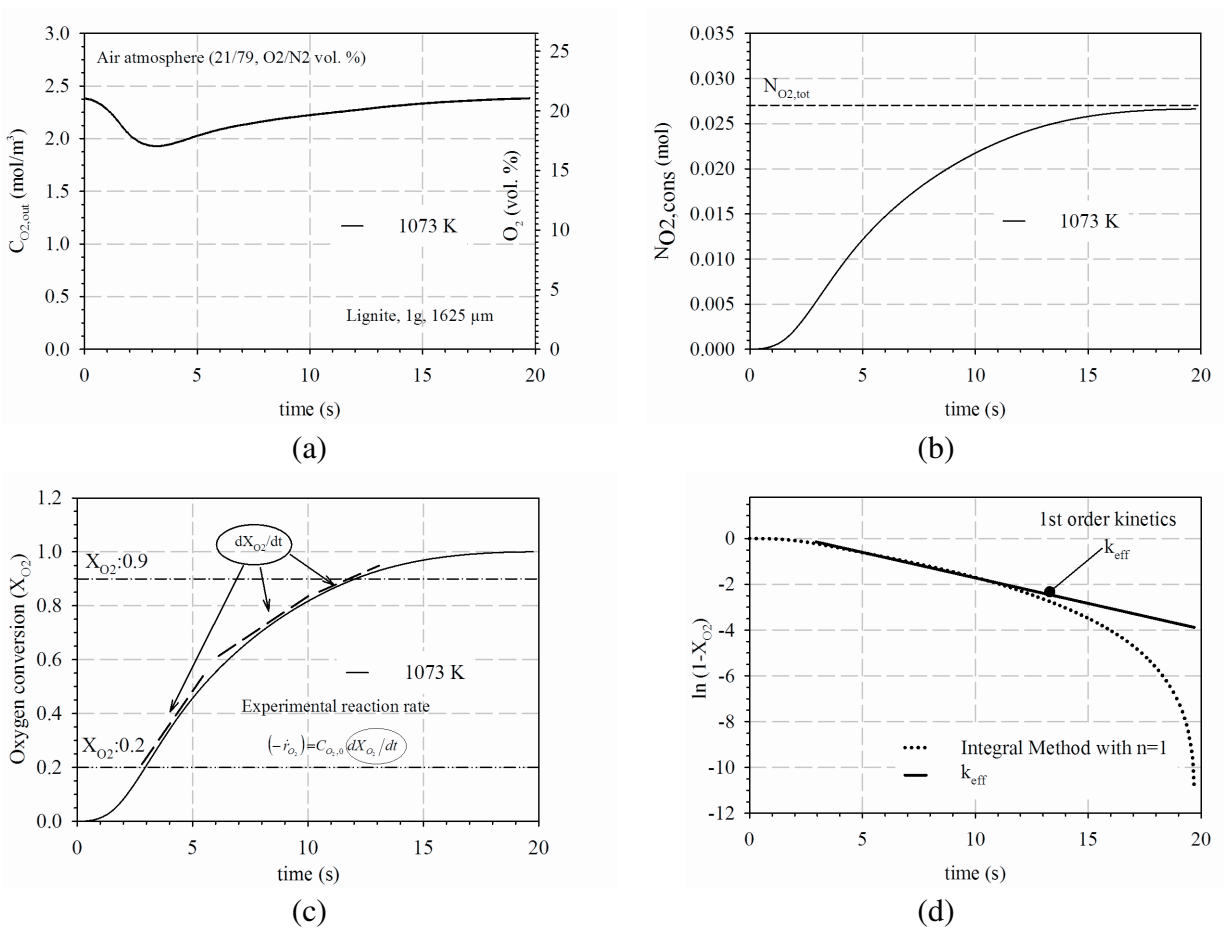 3.0
2.5
2.0
1.5
1.0
0.5
0.0
C_O2,out (mol/m³)
Air atmosphere (21/79, O2/N2 vol. %)
1073 K
Lignite, 1g, 1625 µm
25
20
15
10
5
0
O₂ (vol. %)
0 5 10 15 20
time (s)
(a)
0.035
0.030
0.025
0.020
0.015
0.010
0.005
0.000
N_O2,cons (mol)
N_O2,tot
1073 K
0 5 10 15 20
time (s)
(b)
1.2
1.0
0.8
0.6
0.4
0.2
0.0
Oxygen conversion (X_O2)
dX_O2/dt
X_O2:0.9
1073 K
Experimental reaction rate
X_O2:0.2
(−ṙ_O₂)=C_O₂,0 dX_O₂/dt
0 5 10 15 20
time (s)
(c)
0
-2
-4
-6
-8
-10
-12
ln (1-X_O2)
1st order kinetics
k_eff
Integral Method with n=1
k_eff
0 5 10 15 20
time (s)
(d)